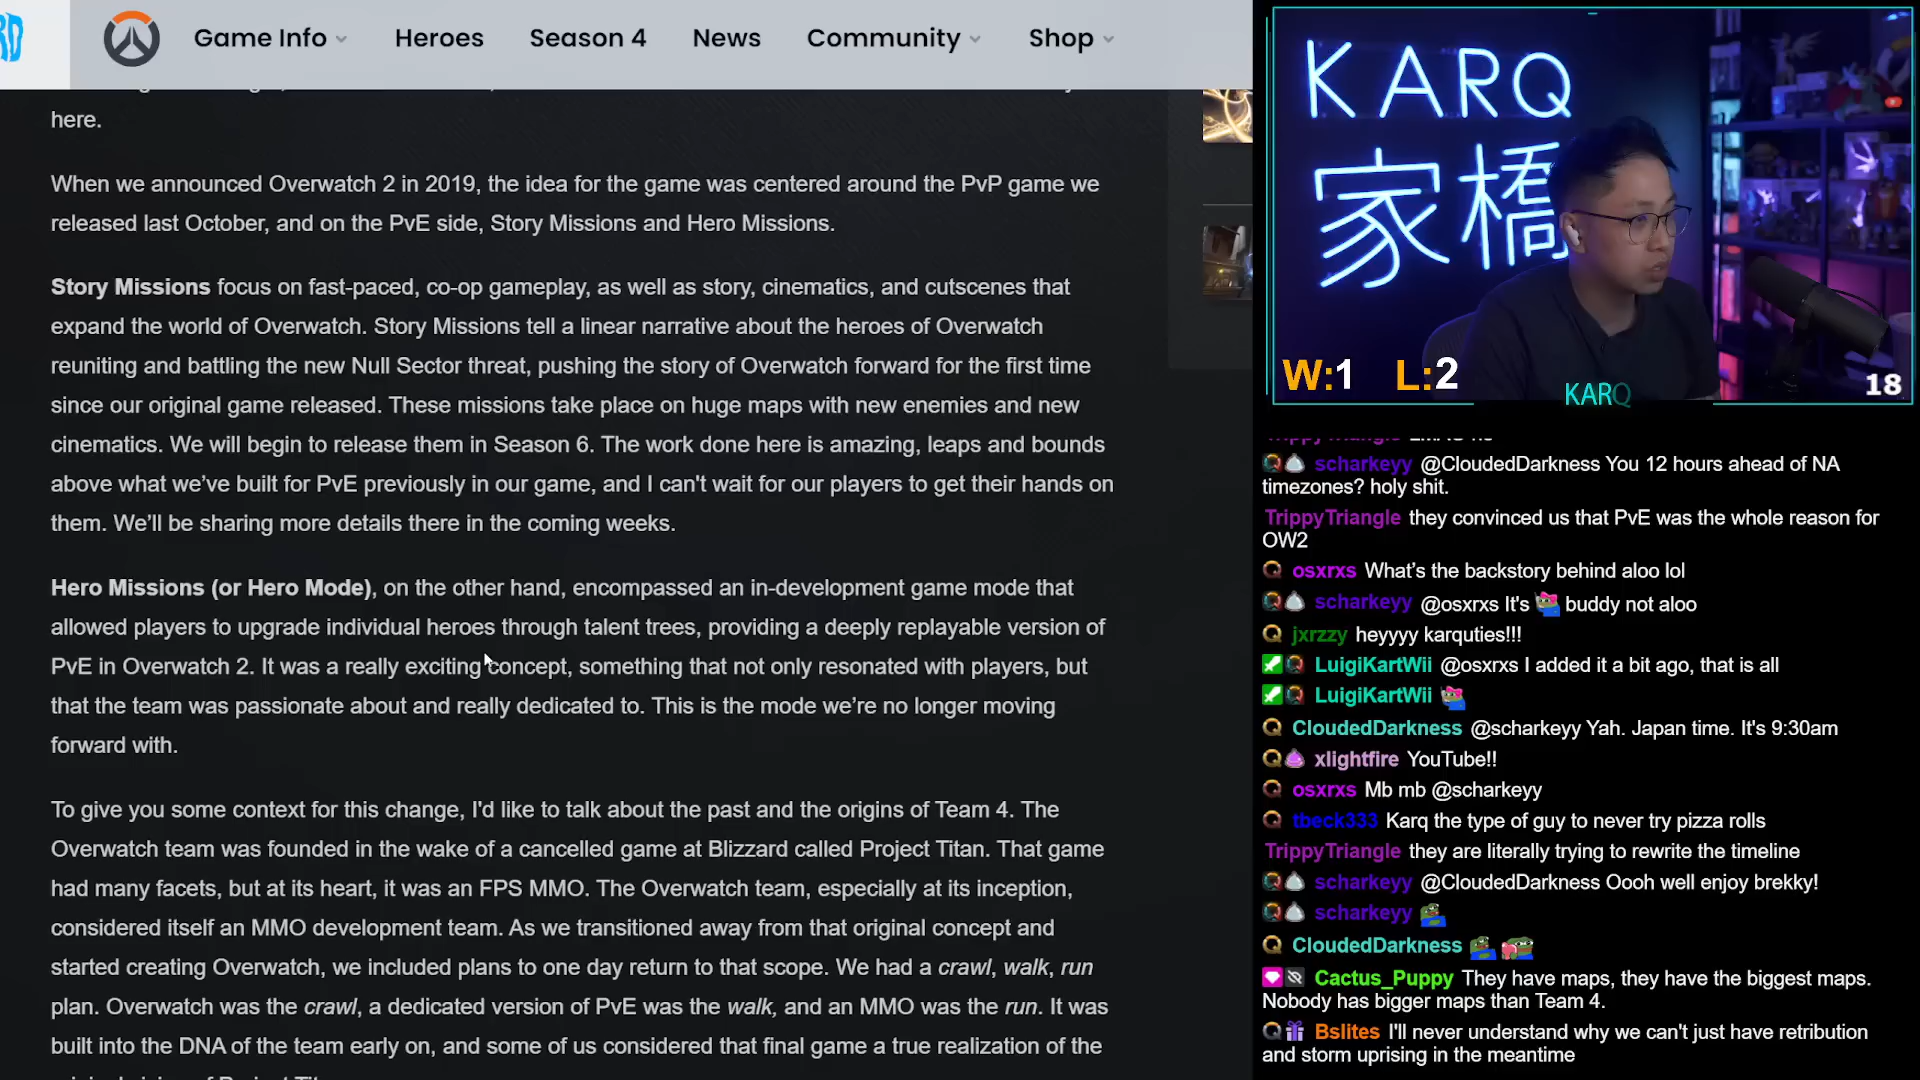 Game Info
Heroes
Season 4
News
Community
Shop
here.
When we announced Overwatch 2 in 2019, the idea for the game was centered around the PvP game we
released last October, and on the PvE side, Story Missions and Hero Missions.
Story Missions focus on fast-paced, co-op gameplay, as well as story, cinematics, and cutscenes that
expand the world of Overwatch. Story Missions tell a linear narrative about the heroes of Overwatch
reuniting and battling the new Null Sector threat, pushing the story of Overwatch forward for the first time
since our original game released. These missions take place on huge maps with new enemies and new
cinematics. We will begin to release them in Season 6. The work done here is amazing, leaps and bounds
above what we’ve built for PvE previously in our game, and I can't wait for our players to get their hands on
them. We’ll be sharing more details there in the coming weeks.
Hero Missions (or Hero Mode), on the other hand, encompassed an in-development game mode that
allowed players to upgrade individual heroes through talent trees, providing a deeply replayable version of
PvE in Overwatch 2. It was a really exciting concept, something that not only resonated with players, but
that the team was passionate about and really dedicated to. This is the mode we’re no longer moving
forward with.
To give you some context for this change, I'd like to talk about the past and the origins of Team 4. The
Overwatch team was founded in the wake of a cancelled game at Blizzard called Project Titan. That game
had many facets, but at its heart, it was an FPS MMO. The Overwatch team, especially at its inception,
considered itself an MMO development team. As we transitioned away from that original concept and
started creating Overwatch, we included plans to one day return to that scope. We had a crawl, walk, run
plan. Overwatch was the crawl, a dedicated version of PvE was the walk, and an MMO was the run. It was
built into the DNA of the team early on, and some of us considered that final game a true realization of the
KARQ
家橋
W:1 L:2
KARQ
18
scharkeyy @CloudedDarkness You 12 hours ahead of NA
timezones? holy shit.
TrippyTriangle they convinced us that PvE was the whole reason for
OW2
osxrxs What’s the backstory behind aloo lol
scharkeyy @osxrxs It's buddy not aloo
jxrzzy heyyyy karquties!!!
LuigiKartWii @osxrxs I added it a bit ago, that is all
LuigiKartWii
CloudedDarkness @scharkeyy Yah. Japan time. It's 9:30am
xlightfire YouTube!!
osxrxs Mb mb @scharkeyy
tbeck333 Karq the type of guy to never try pizza rolls
TrippyTriangle they are literally trying to rewrite the timeline
scharkeyy @CloudedDarkness Oooh well enjoy brekky!
scharkeyy
CloudedDarkness
Cactus_Puppy They have maps, they have the biggest maps.
Nobody has bigger maps than Team 4.
Bslites I'll never understand why we can't just have retribution
and storm uprising in the meantime